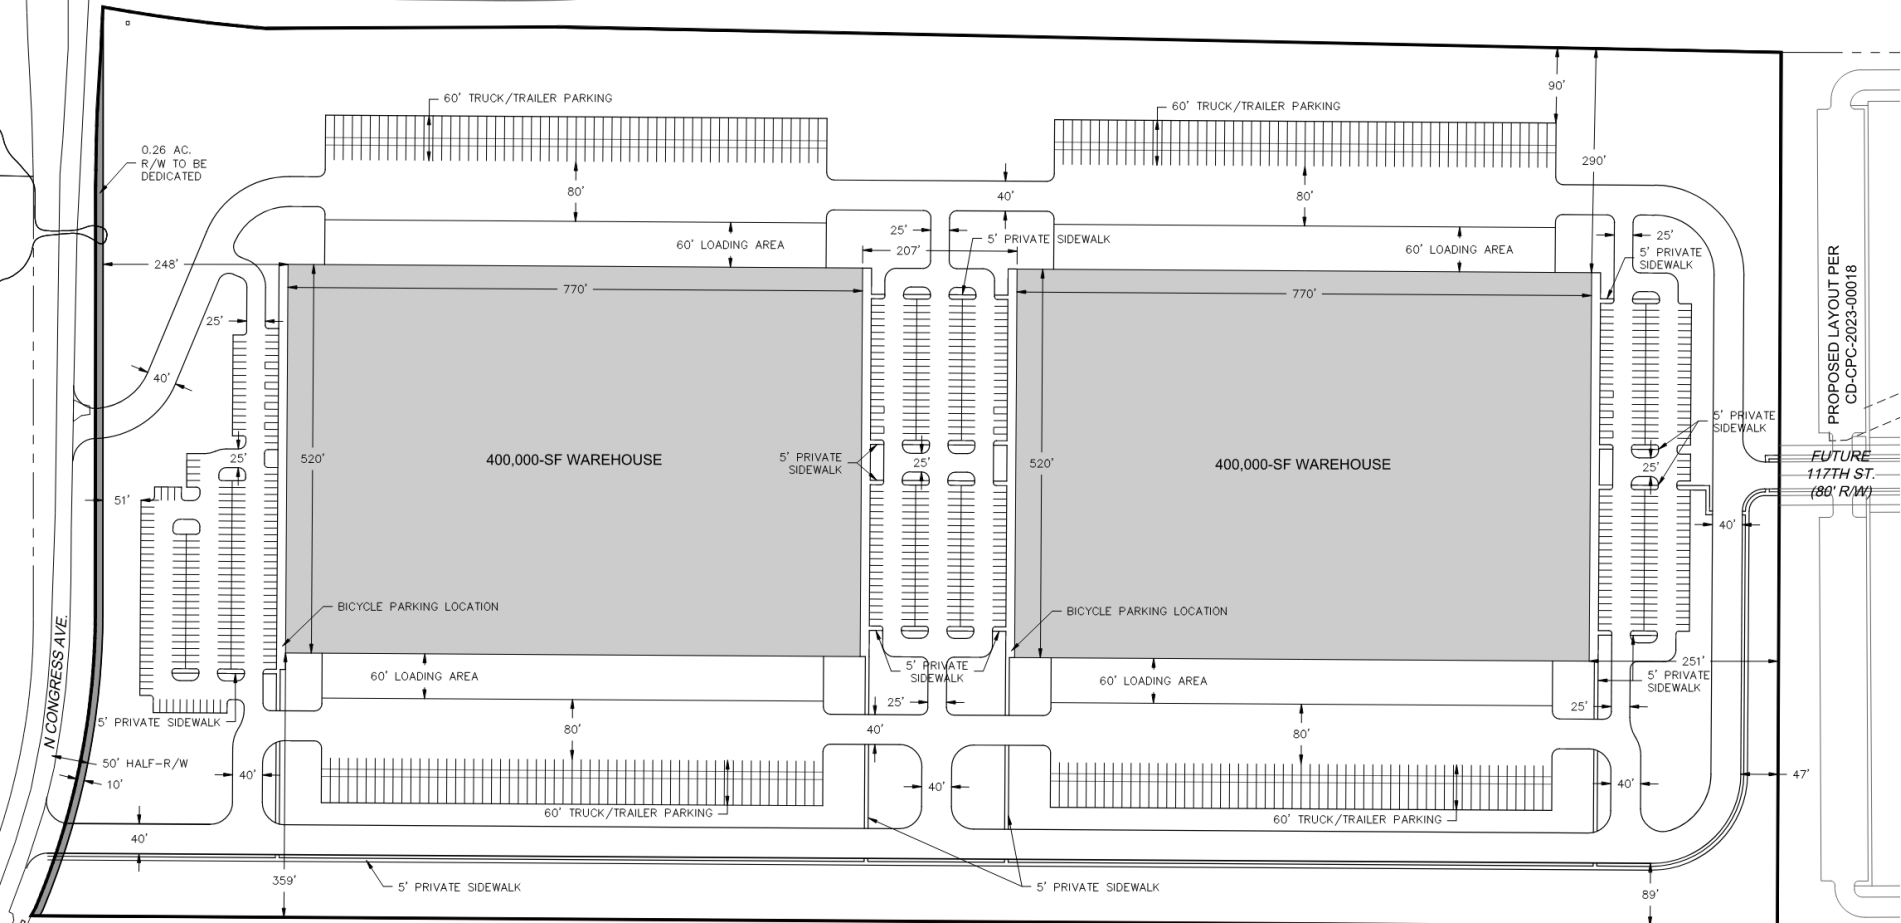 60' TRUCK/TRAILER PARKING
60' TRUCK/TRAILER PARKING
90'
0.26 AC.
R/W TO BE
DEDICATED
290'
80'
40'
80'
25'
60' LOADING AREA
207'
5' PRIVATE SIDEWALK
60' LOADING AREA
25'
5' PRIVATE
SIDEWALK
248'
770'
770'
25'
PROPOSED LAYOUT PER
CD-CPC-2023-00018
40'
5' PRIVATE
SIDEWALK
25'
520'
400,000-SF WAREHOUSE
5' PRIVATE
SIDEWALK
25'
520'
400,000-SF WAREHOUSE
25'
FUTURE
117TH ST.
(80' R/W)
51'
40'
BICYCLE PARKING LOCATION
BICYCLE PARKING LOCATION
N CONGRESS AVE.
60' LOADING AREA
5' PRIVATE
SIDEWALK
60' LOADING AREA
251'
5' PRIVATE
SIDEWALK
25'
25'
5' PRIVATE SIDEWALK
80'
40'
80'
50' HALF-R/W
10'
40'
40'
40'
47'
60' TRUCK/TRAILER PARKING
60' TRUCK/TRAILER PARKING
40'
359'
5' PRIVATE SIDEWALK
5' PRIVATE SIDEWALK
89'